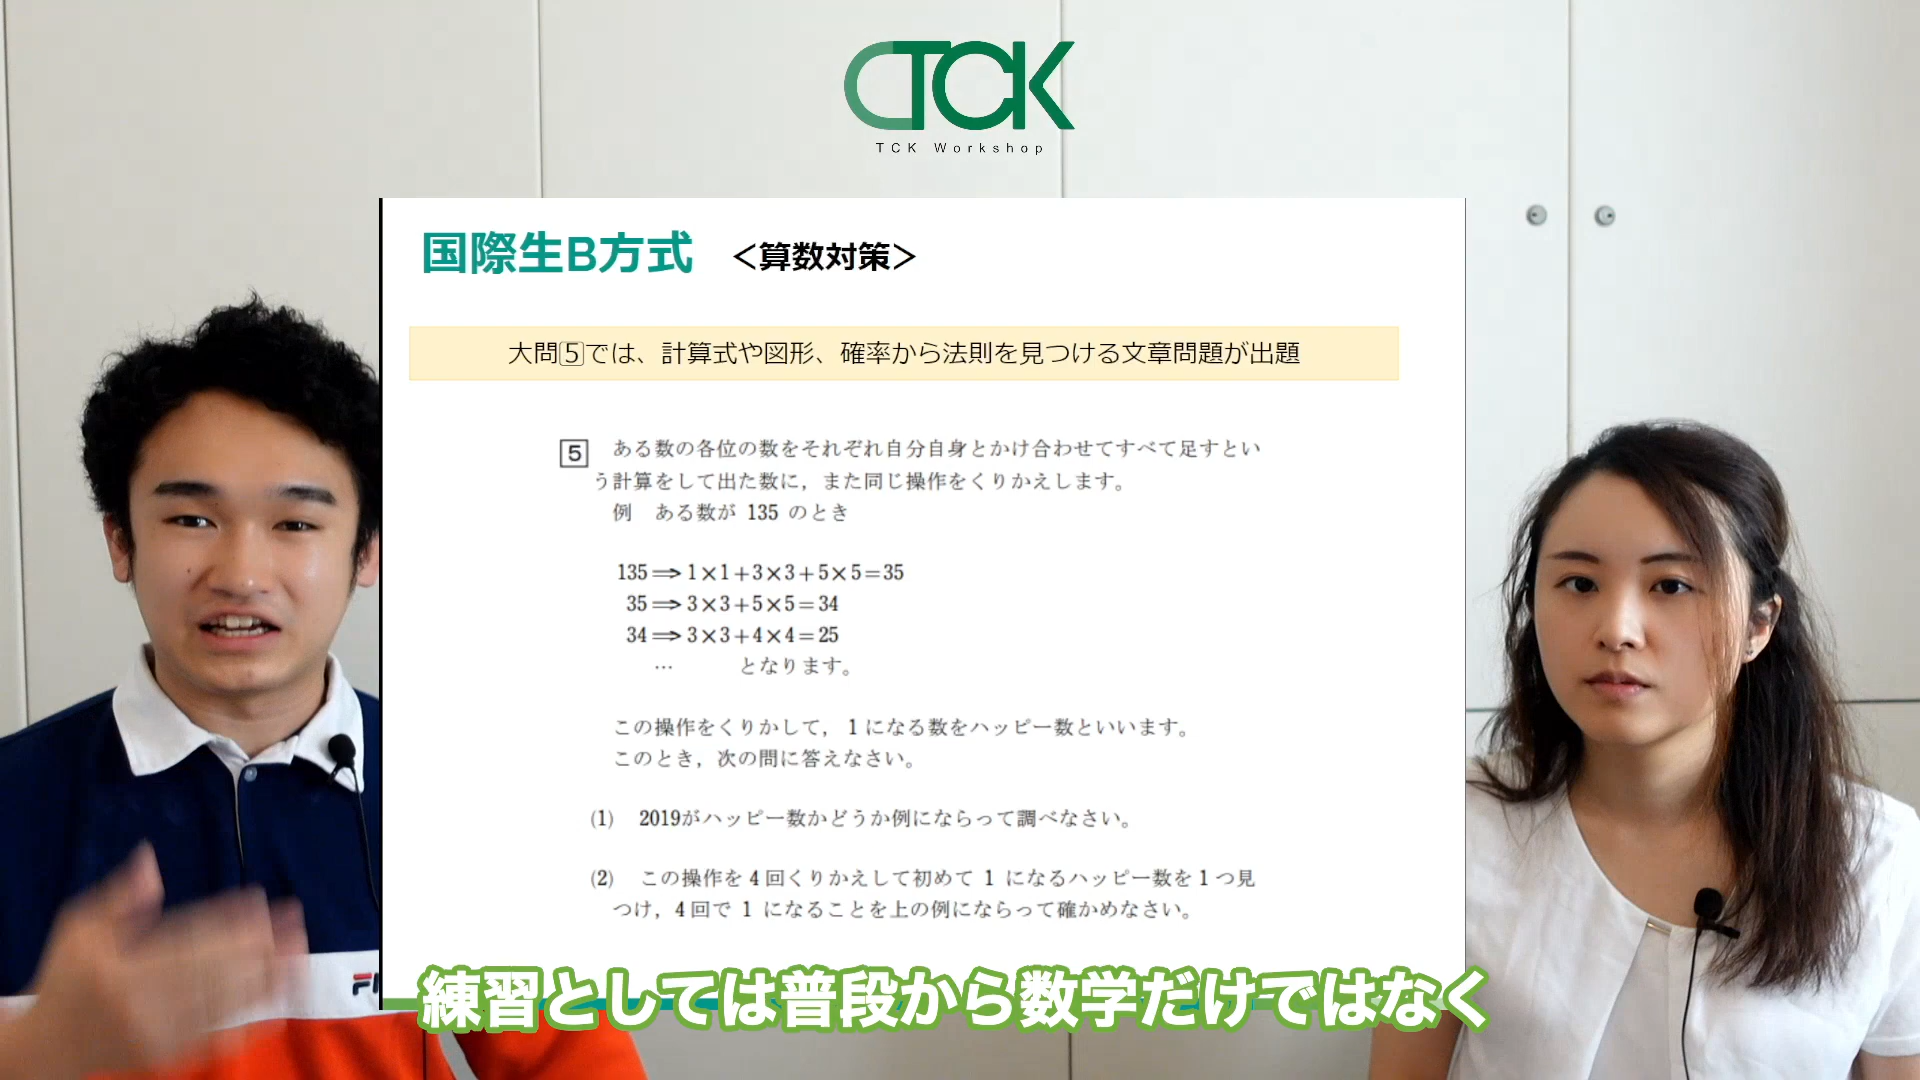 TCK
TCK Workshop
国際生B方式 <算数対策>
大問5では、計算式や図形、確率から法則を見つける文章問題が出題
5 ある数の各位の数をそれぞれ自分自身とかけ合わせてすべて足すとい
う計算をして出た数に，また同じ操作をくりかえします。
例 ある数が 135 のとき
135⟹1×1+3×3+5×5=35
35⟹3×3+5×5=34
34⟹3×3+4×4=25
… となります。
この操作をくりかして，1になる数をハッピー数といいます。
このとき，次の問に答えなさい。
(1) 2019がハッピー数かどうか例にならって調べなさい。
(2) この操作を4回くりかえして初めて 1 になるハッピー数を1つ見
つけ，4回で 1 になることを上の例にならって確かめなさい。
練習としては普段から数学だけではなく